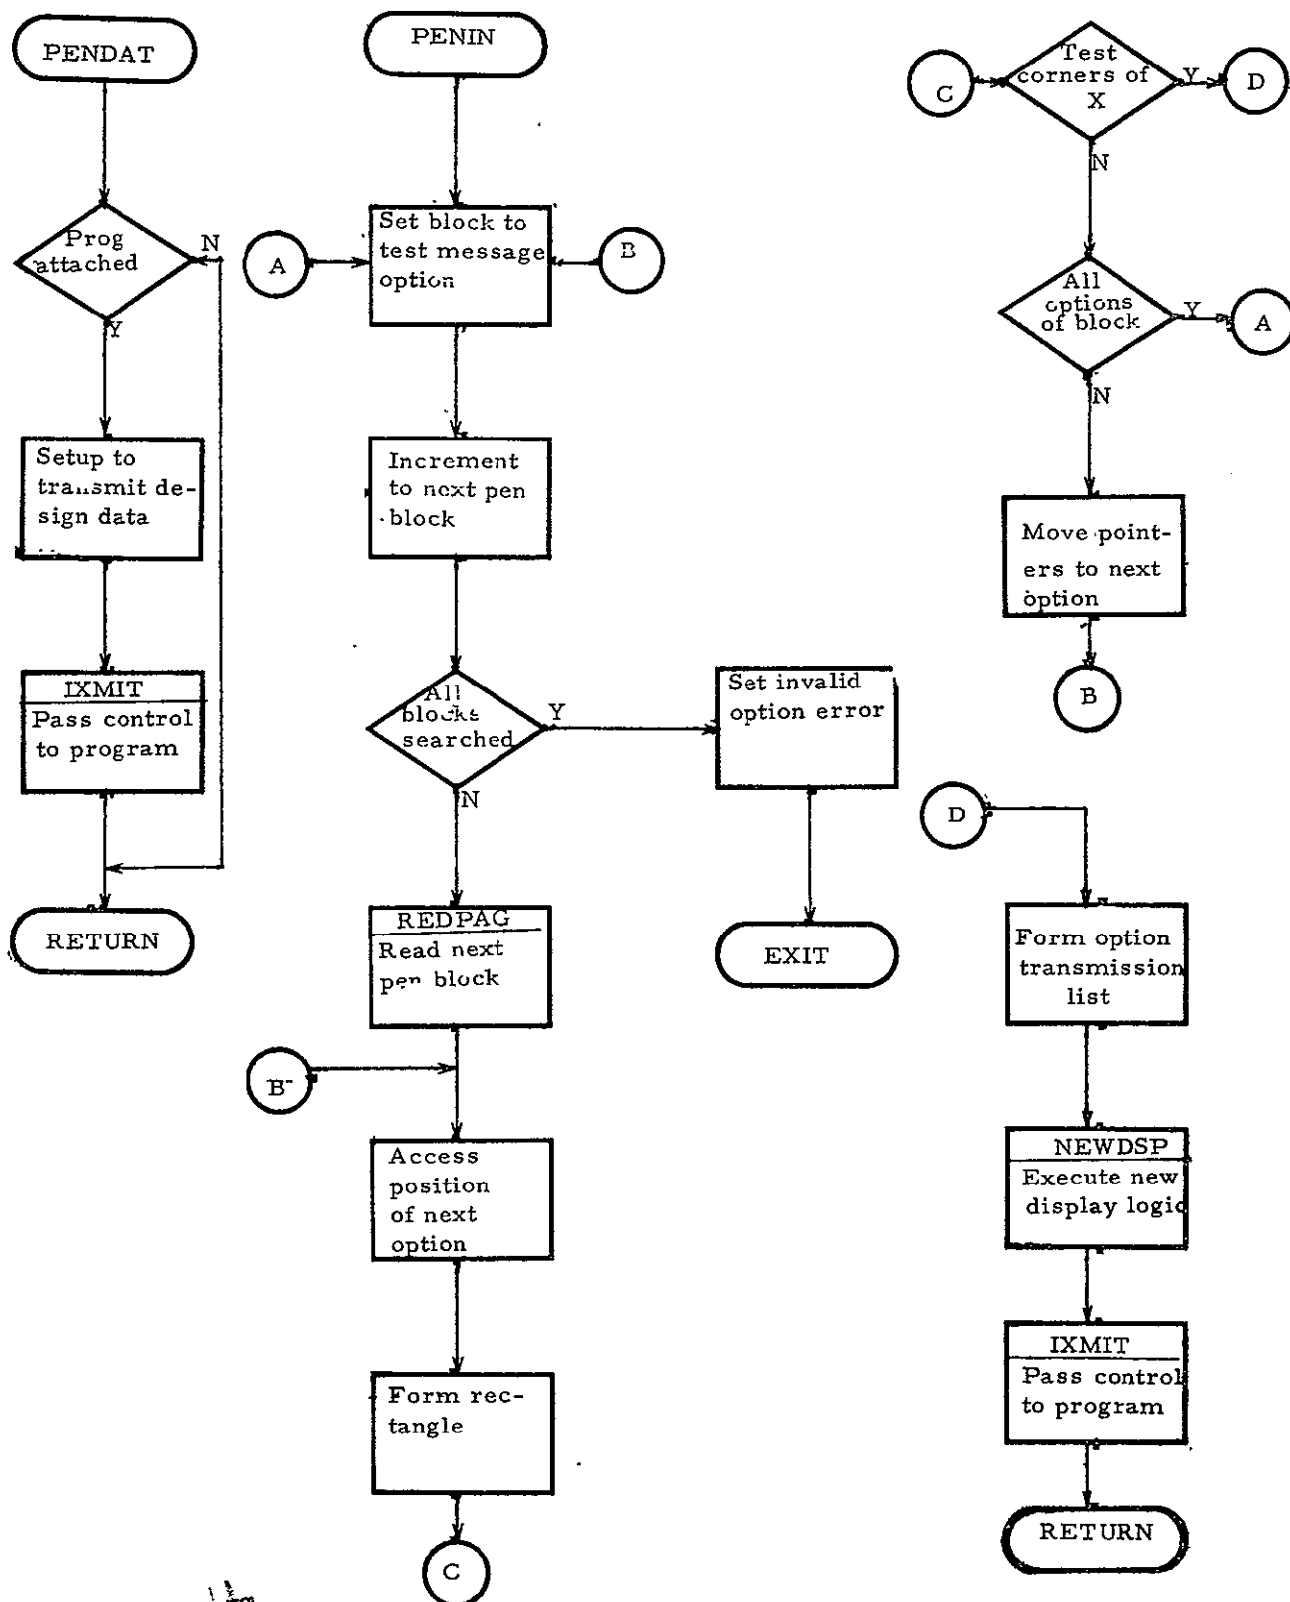 PENDAT
Prog
attached
N
Y
Setup to
transmit de-
sign data
IXMIT
Pass control
to program
RETURN
PENIN
A
Set block to
test message
option
B
Increment
to next pen
block
All
blocks
searched
Y
N
Set invalid
option error
EXIT
REDPAG
Read next
pen block
B
Access
position
of next
option
Form rec-
tangle
C
C
Test
corners of
X
Y
D
N
All
options
of block
Y
A
N
Move point-
ers to next
option
B
D
Form option
transmission
list
NEWDSP
Execute new
display logic
IXMIT
Pass control
to program
RETURN